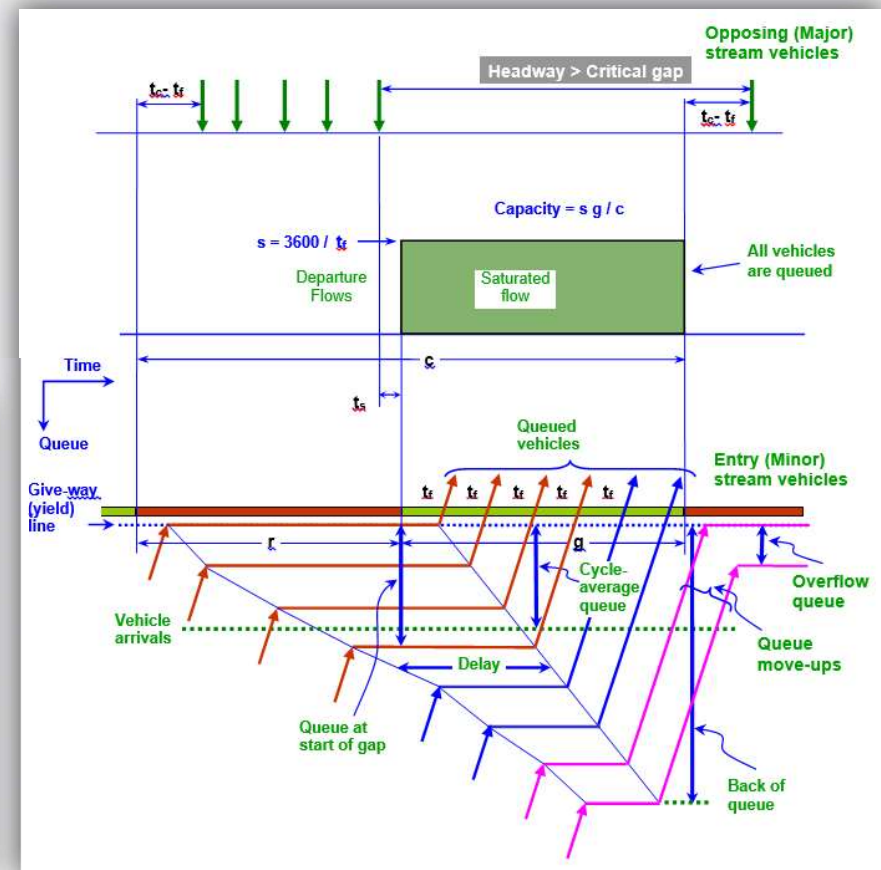 Opposing (Major)
stream vehicles
Headway > Critical gap
tc- tf
tc- tf
Capacity = s g / c
s = 3600 / tf
All vehicles
are queued
Departure
Flows
Saturated
flow
Time
c
ts
Queue
Queued
vehicles
Entry (Minor)
stream vehicles
Give-way
(yield)
line
tf
tf
tf
tf
tf
r
g
Cycle-
average
queue
Overflow
queue
Vehicle
arrivals
Queue
move-ups
Delay
Queue at
start of gap
Back of
queue